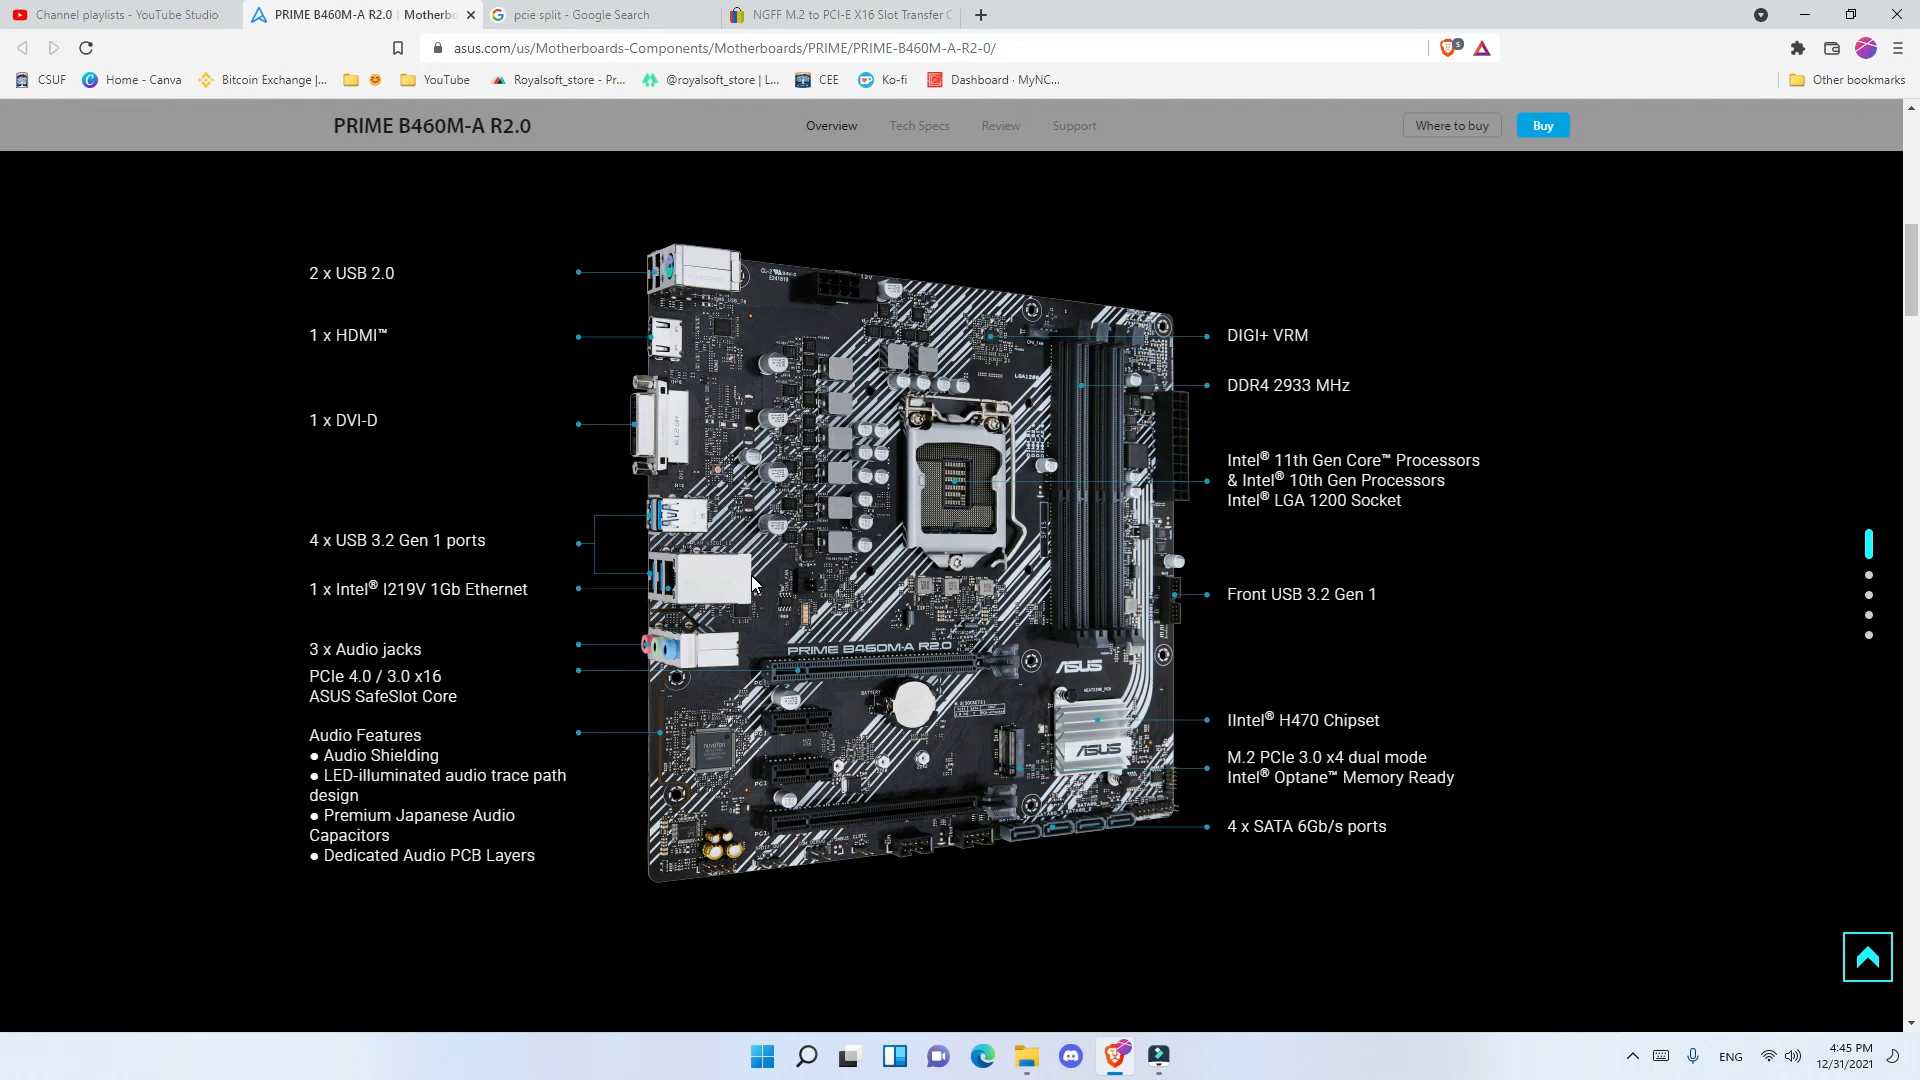 Channel playlists - YouTube Studio
PRIME B460M-A R2.0 | Motherbo
pcie split - Google Search
NGFF M.2 to PCI-E X16 Slot Transfer C
asus.com/us/Motherboards-Components/Motherboards/PRIME/PRIME-B460M-A-R2-0/
5
CSUF
Home - Canva
Bitcoin Exchange |...
YouTube
Royalsoft_store - Pr...
@royalsoft_store | L...
CEE
Ko-fi
Dashboard · MyNC...
Other bookmarks
PRIME B460M-A R2.0
Overview
Tech Specs
Review
Support
Where to buy
Buy
2 x USB 2.0
1 x HDMI™
1 x DVI-D
4 x USB 3.2 Gen 1 ports
1 x Intel® I219V 1Gb Ethernet
3 x Audio jacks
PCIe 4.0 / 3.0 x16
ASUS SafeSlot Core
Audio Features
● Audio Shielding
● LED-illuminated audio trace path
design
● Premium Japanese Audio
Capacitors
● Dedicated Audio PCB Layers
PRIME B460M-A R2.0
ASUS
BATTERY
nuvoTon
ASUS
LGA1200
DIGI+ VRM
DDR4 2933 MHz
Intel® 11th Gen Core™ Processors
& Intel® 10th Gen Processors
Intel® LGA 1200 Socket
Front USB 3.2 Gen 1
IIntel® H470 Chipset
M.2 PCIe 3.0 x4 dual mode
Intel® Optane™ Memory Ready
4 x SATA 6Gb/s ports
ENG
4:45 PM
12/31/2021